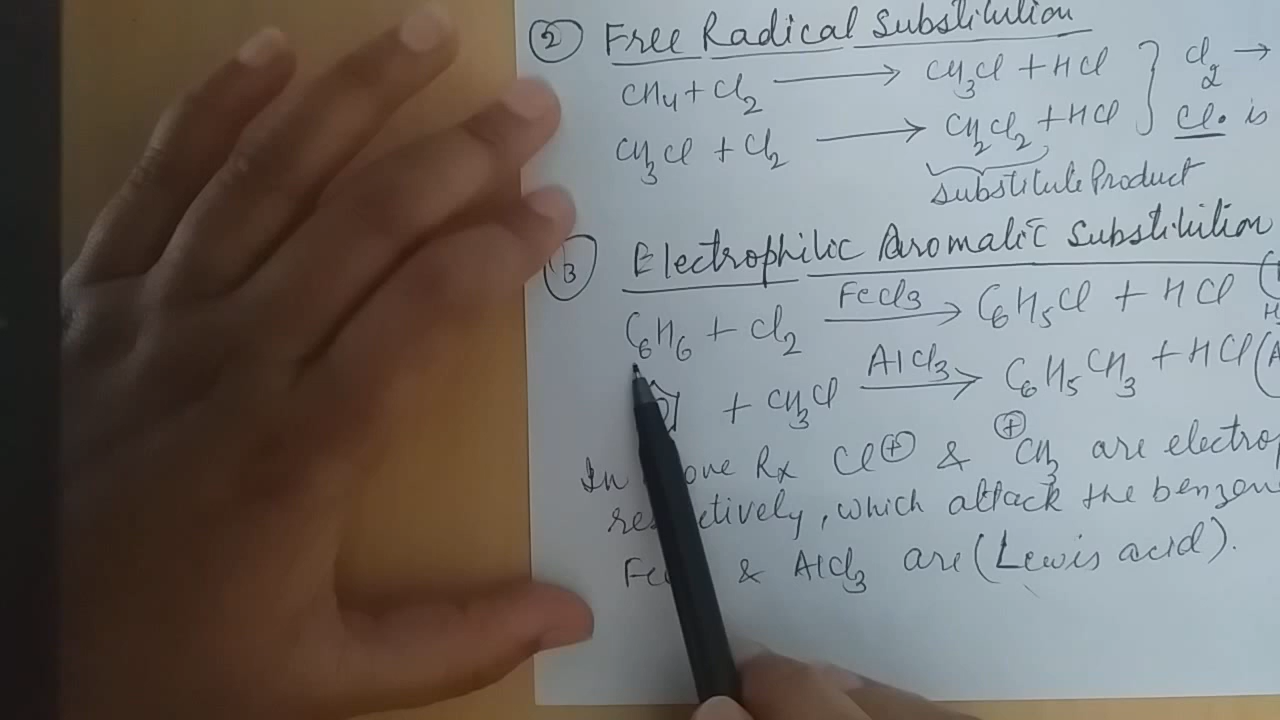 ② Free Radical Substitution
CH4 + Cl2 ⟶ CH3Cl + HCl } Cl2 →
CH3Cl + Cl2 ⟶ CH2Cl2 + HCl } Cl• is
Substitute Product
③ Electrophilic Aromatic Substitution
C6H6 + Cl2 FeCl3 ⟶ C6H5Cl + HCl (
+ CH3Cl AlCl3 ⟶ C6H5CH3 + HCl (A
In Rx Cl⊕ & ⊕CH3 are electrop
respectively, which attack the benzen
& AlCl3 are (Lewis acid).